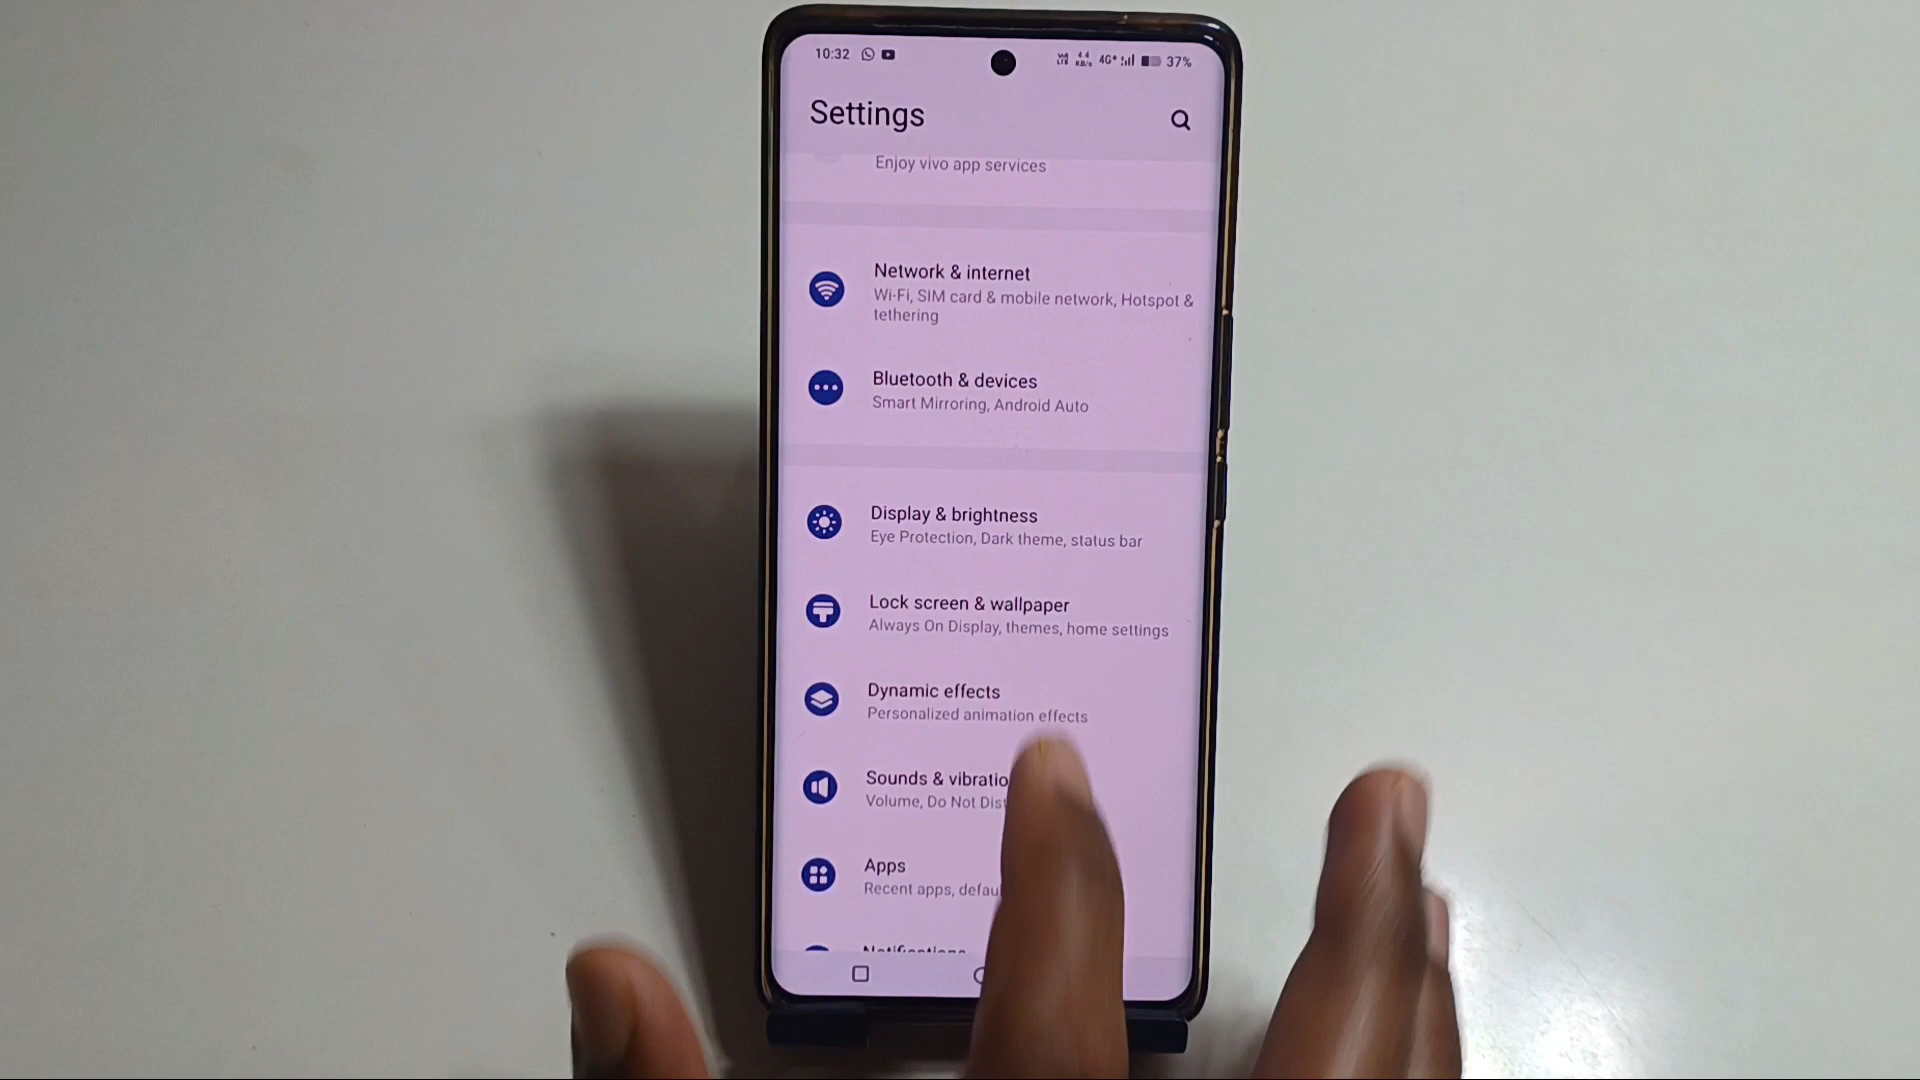 10:32 4G+ 37%
Settings
Enjoy vivo app services
Network & internet
Wi-Fi, SIM card & mobile network, Hotspot &
tethering
Bluetooth & devices
Smart Mirroring, Android Auto
Display & brightness
Eye Protection, Dark theme, status bar
Lock screen & wallpaper
Always On Display, themes, home settings
Dynamic effects
Personalized animation effects
Sounds & vibratio
Volume, Do Not Dis
Apps
Recent apps, defau